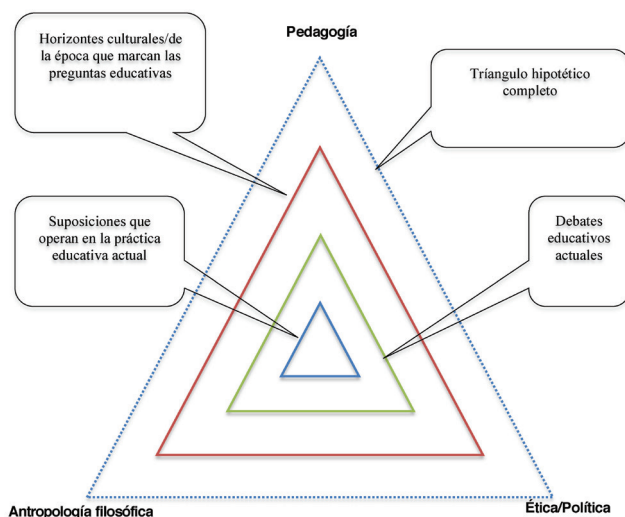 Pedagogía
Horizontes culturales/de
la época que marcan las
preguntas educativas
Triángulo hipotético
completo
Suposiciones que
operan en la práctica
educativa actual
Debates
educativos
actuales
Antropología filosófica
Ética/Política